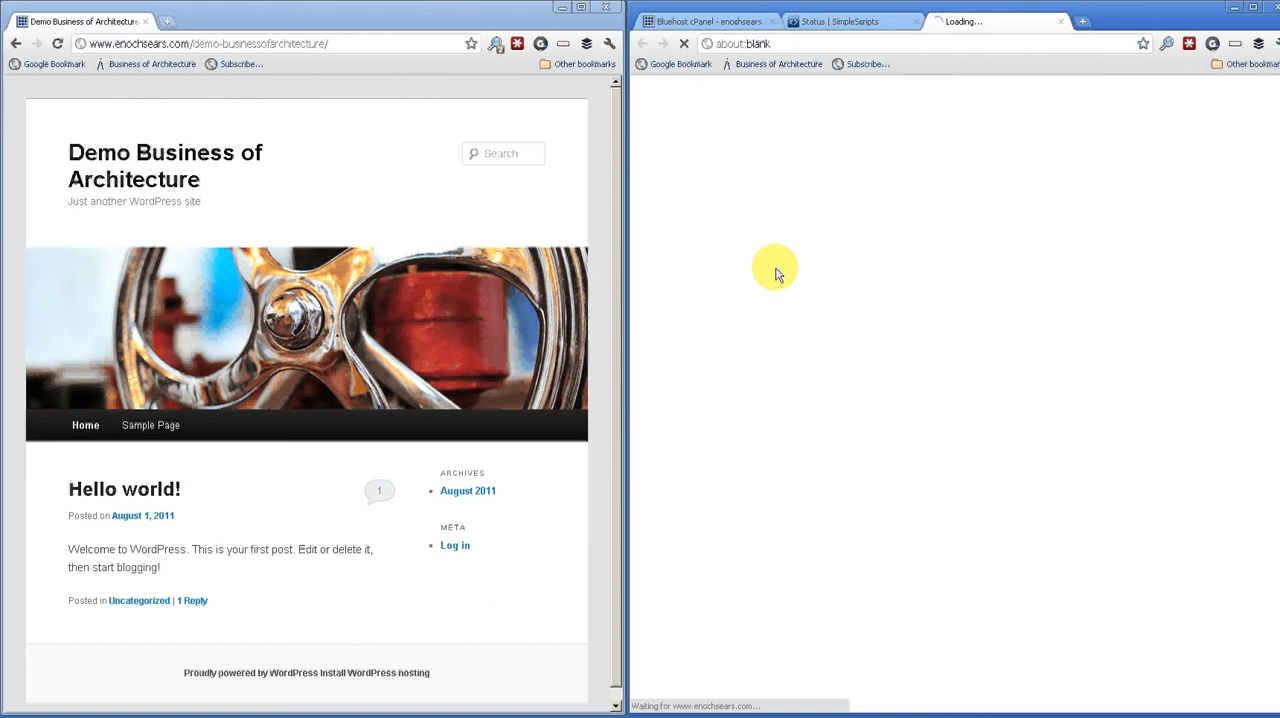 Demo Business of Architecture
www.enochsears.com/demo-businessofarchitecture/
Google Bookmark
Business of Architecture
Subscribe...
Other bookmarks
Demo Business of
Architecture
Just another WordPress site
Search
Home
Sample Page
Hello world!
1
Posted on August 1, 2011
Welcome to WordPress. This is your first post. Edit or delete it,
then start blogging!
Posted in Uncategorized | 1 Reply
ARCHIVES
August 2011
META
Log in
Proudly powered by WordPress Install WordPress hosting
Bluehost cPanel - enochsears
Status | SimpleScripts
Loading...
about:blank
Google Bookmark
Business of Architecture
Subscribe...
Other bookmar
Waiting for www.enochsears.com...